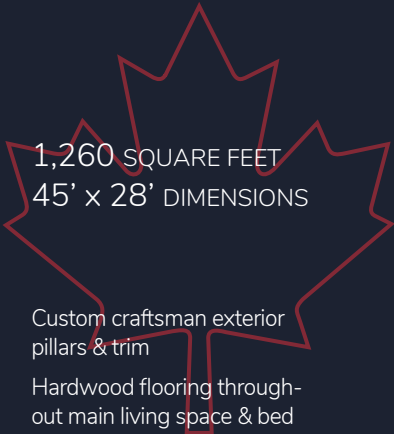 1,260 SQUARE FEET
45’ x 28’ DIMENSIONS
Custom craftsman exterior
pillars & trim
Hardwood flooring through-
out main living space & bed